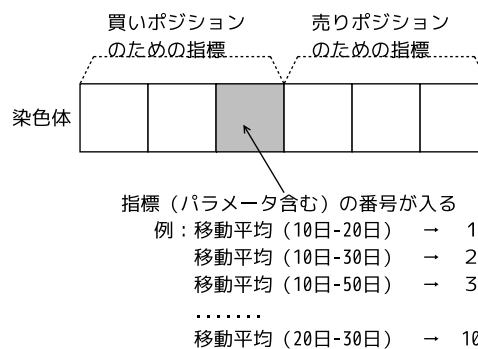 買いポジション
のための指標
売りポジション
のための指標
染色体
指標（パラメータ含む）の番号が入る
例：移動平均（10日-20日） → 1
移動平均（10日-30日） → 2
移動平均（10日-50日） → 3
.......
移動平均（20日-30日） → 10